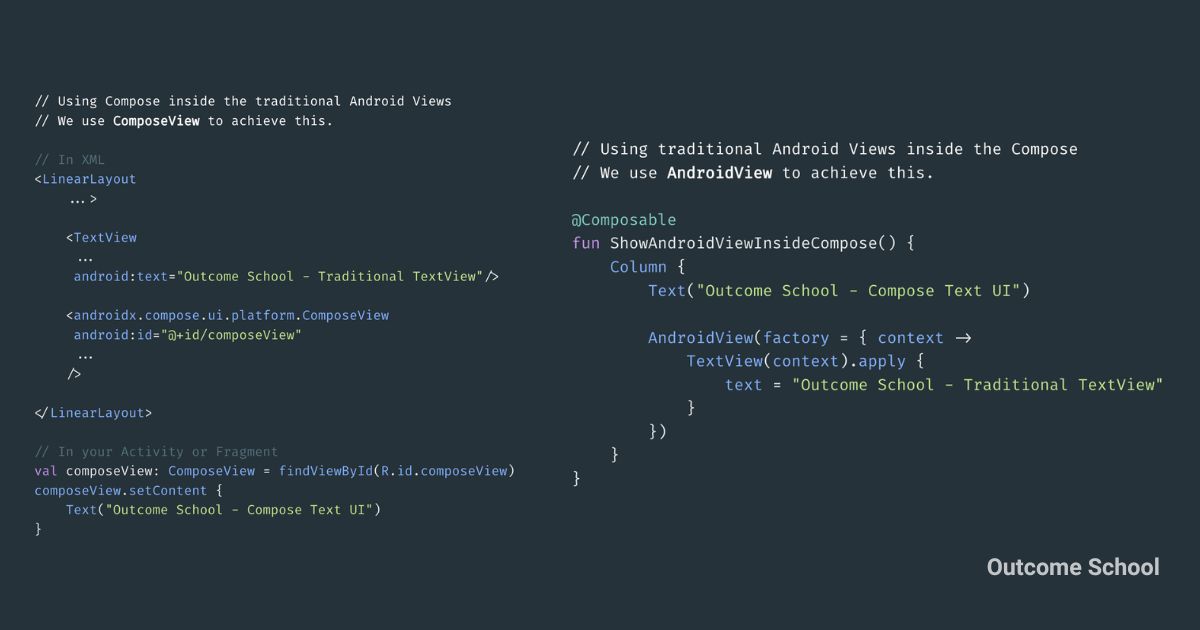 // Using Compose inside the traditional Android Views
// We use ComposeView to achieve this.
// In XML
<LinearLayout
...>
<TextView
...
android:text="Outcome School - Traditional TextView"/>
<androidx.compose.ui.platform.ComposeView
android:id="@+id/composeView"
...
/>
</LinearLayout>
// In your Activity or Fragment
val composeView: ComposeView = findViewById(R.id.composeView)
composeView.setContent {
Text("Outcome School - Compose Text UI")
}
// Using traditional Android Views inside the Compose
// We use AndroidView to achieve this.
@Composable
fun ShowAndroidViewInsideCompose() {
Column {
Text("Outcome School - Compose Text UI")
AndroidView(factory = { context ->
TextView(context).apply {
text = "Outcome School - Traditional TextView"
}
})
}
}
Outcome School